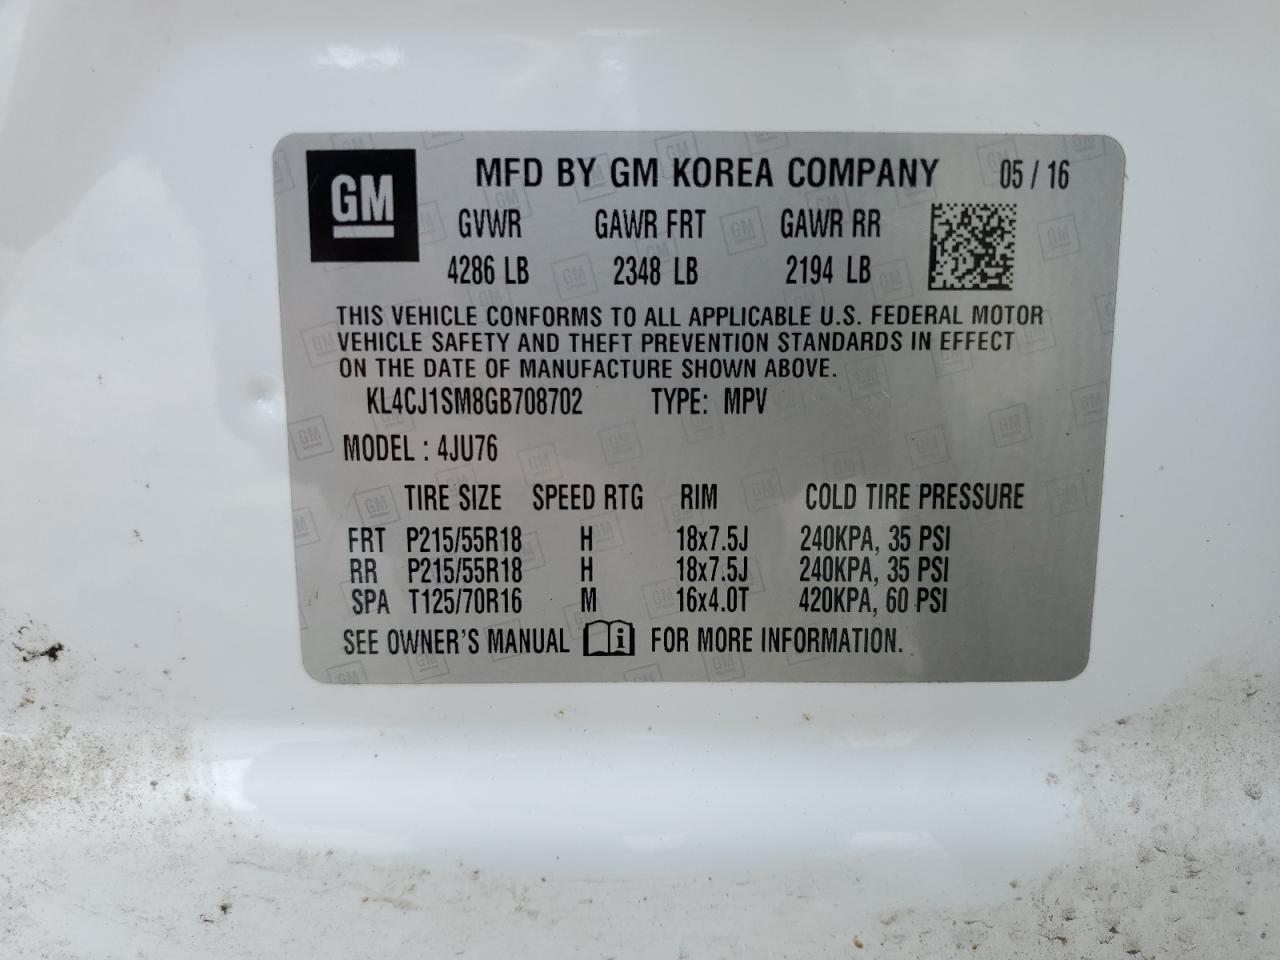 GM
MFD BY GM KOREA COMPANY 05 / 16
GVWR GAWR FRT GAWR RR
4286 LB 2348 LB 2194 LB
THIS VEHICLE CONFORMS TO ALL APPLICABLE U.S. FEDERAL MOTOR
VEHICLE SAFETY AND THEFT PREVENTION STANDARDS IN EFFECT
ON THE DATE OF MANUFACTURE SHOWN ABOVE.
KL4CJ1SM8GB708702 TYPE: MPV
MODEL : 4JU76
TIRE SIZE SPEED RTG RIM COLD TIRE PRESSURE
FRT P215/55R18 H 18x7.5J 240KPA, 35 PSI
RR P215/55R18 H 18x7.5J 240KPA, 35 PSI
SPA T125/70R16 M 16x4.0T 420KPA, 60 PSI
SEE OWNER'S MANUAL i FOR MORE INFORMATION.